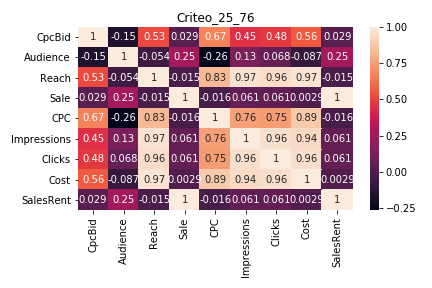 Criteo_25_76
CpcBid 1 -0.15 0.53 0.029 0.67 0.45 0.48 0.56 0.029
Audience -0.15 1 -0.054 0.25 -0.26 0.13 0.068 -0.087 0.25
Reach 0.53 -0.054 1 -0.015 0.83 0.97 0.96 0.97 -0.015
Sale 0.029 0.25 -0.015 1 -0.016 0.061 0.061 0.0029 1
CPC 0.67 -0.26 0.83 -0.016 1 0.76 0.75 0.89 -0.016
Impressions 0.45 0.13 0.97 0.061 0.76 1 0.96 0.94 0.061
Clicks 0.48 0.068 0.96 0.061 0.75 0.96 1 0.96 0.061
Cost 0.56 -0.087 0.97 0.0029 0.89 0.94 0.96 1 0.0029
SalesRent 0.029 0.25 -0.015 1 -0.016 0.061 0.061 0.0029 1
CpcBid
Audience
Reach
Sale
CPC
Impressions
Clicks
Cost
SalesRent
1.00
0.75
0.50
0.25
0.00
-0.25